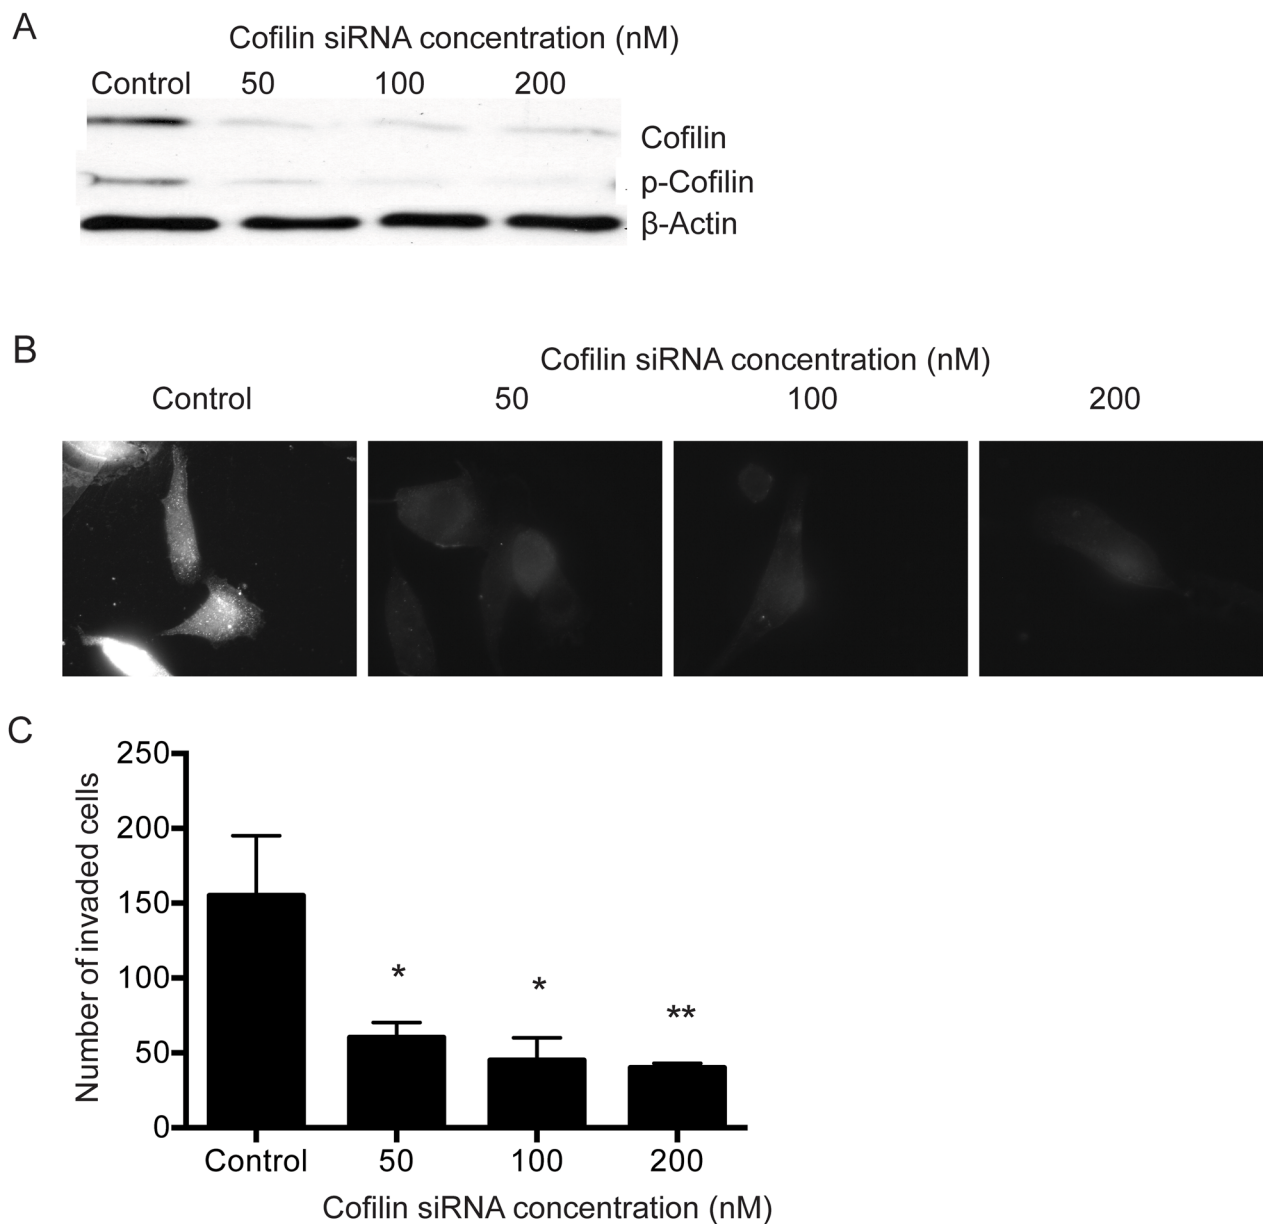 A
Cofilin siRNA concentration (nM)
Control 50 100 200
Cofilin
p-Cofilin
β-Actin
B
Cofilin siRNA concentration (nM)
Control 50 100 200
C
250
200
150
100
50
0
Number of invaded cells
* * **
Control 50 100 200
Cofilin siRNA concentration (nM)